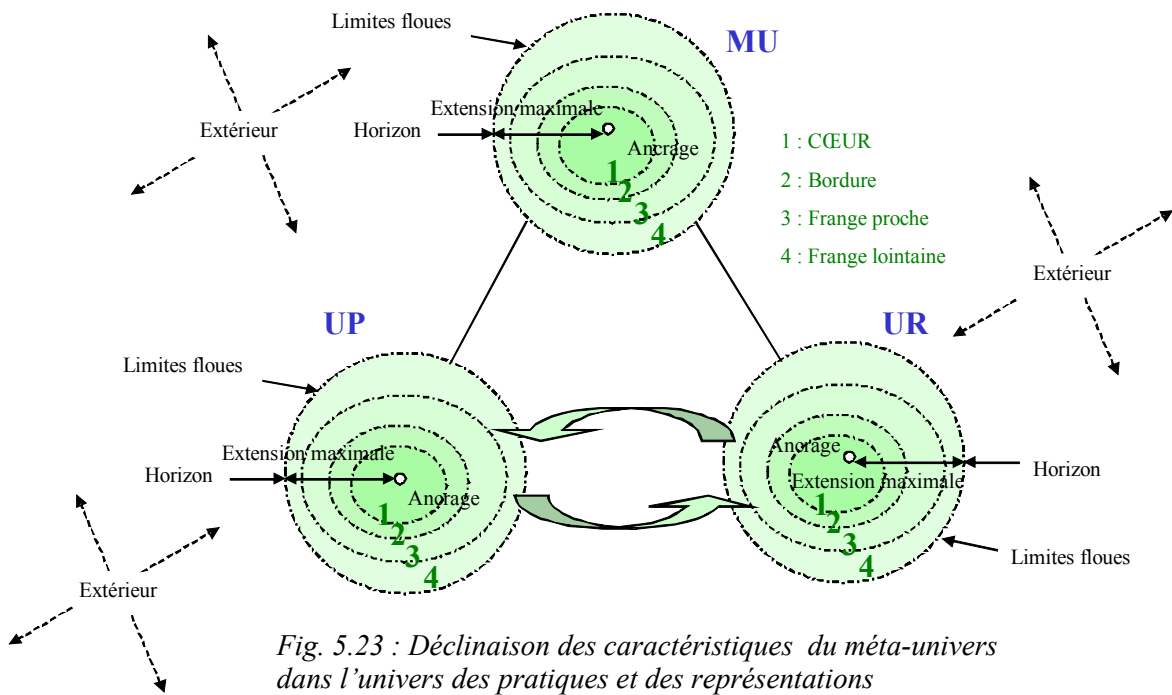 Limites floues
MU
Extension maximale
Extérieur
Horizon
Ancrage
1 : CŒUR
2 : Bordure
3 : Frange proche
4 : Frange lointaine
1
2
3
4
Extérieur
UP
UR
Limites floues
Extension maximale
Horizon
Ancrage
1
2
3
4
Ancrage
Extension maximale
Horizon
1
2
3
4
Limites floues
Extérieur
Fig. 5.23 : Déclinaison des caractéristiques du méta-univers
dans l’univers des pratiques et des représentations